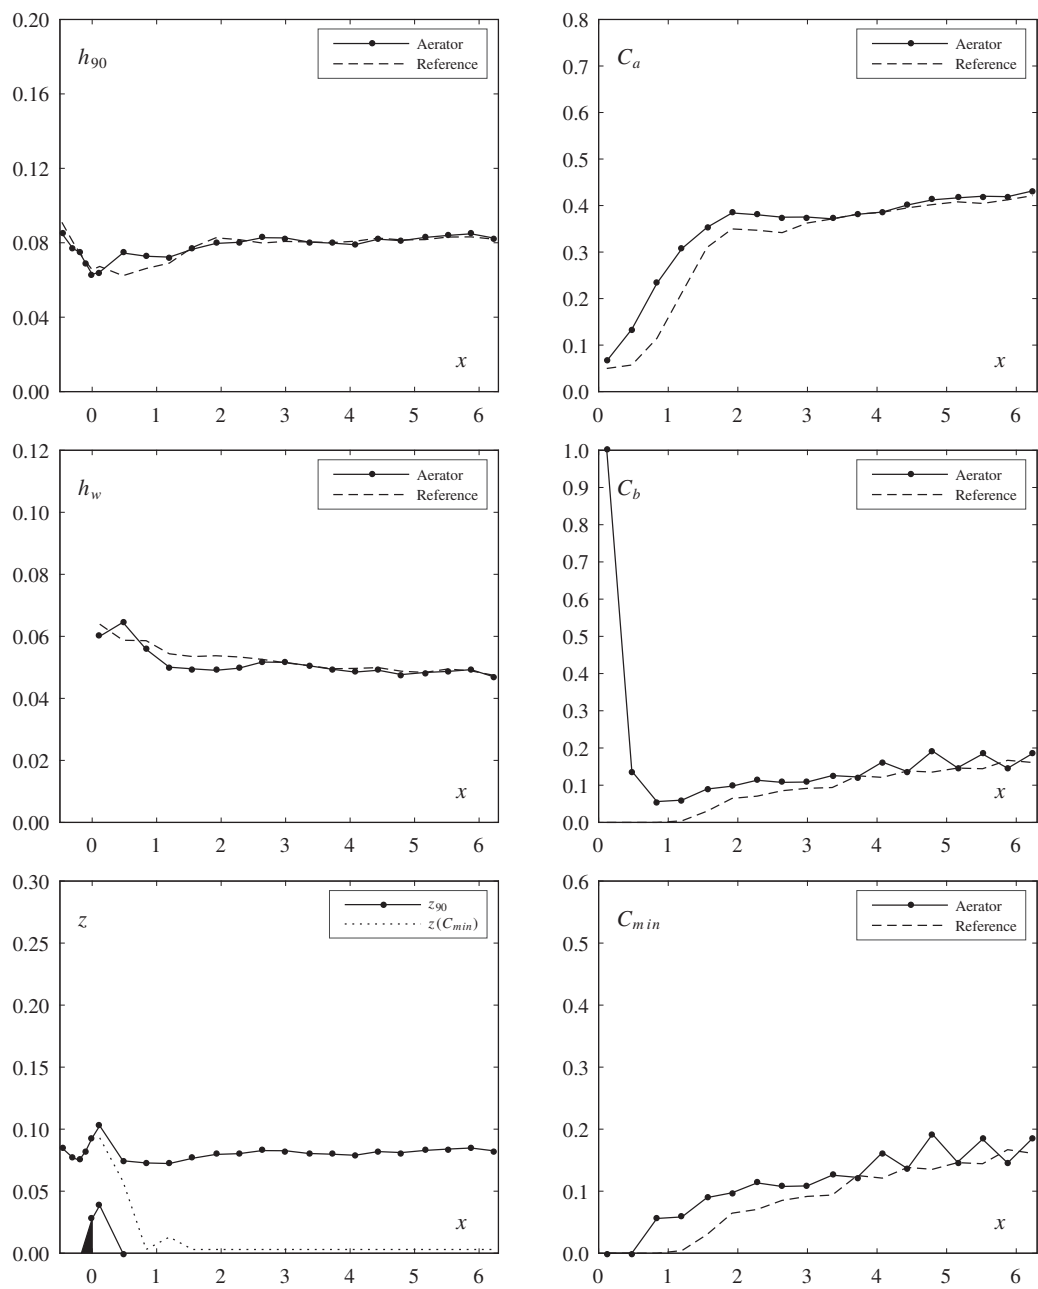 0.20
0.16
0.12
0.08
0.04
0.00
h90
Aerator
Reference
x
0 1 2 3 4 5 6
0.8
0.7
0.6
0.5
0.4
0.3
0.2
0.1
0.0
Ca
Aerator
Reference
x
0 1 2 3 4 5 6
0.12
0.10
0.08
0.06
0.04
0.02
0.00
hw
Aerator
Reference
x
0 1 2 3 4 5 6
1.0
0.9
0.8
0.7
0.6
0.5
0.4
0.3
0.2
0.1
0.0
Cb
Aerator
Reference
x
0 1 2 3 4 5 6
0.30
0.25
0.20
0.15
0.10
0.05
0.00
z
z90
z(Cmin)
x
0 1 2 3 4 5 6
0.6
0.5
0.4
0.3
0.2
0.1
0.0
Cmin
Aerator
Reference
x
0 1 2 3 4 5 6